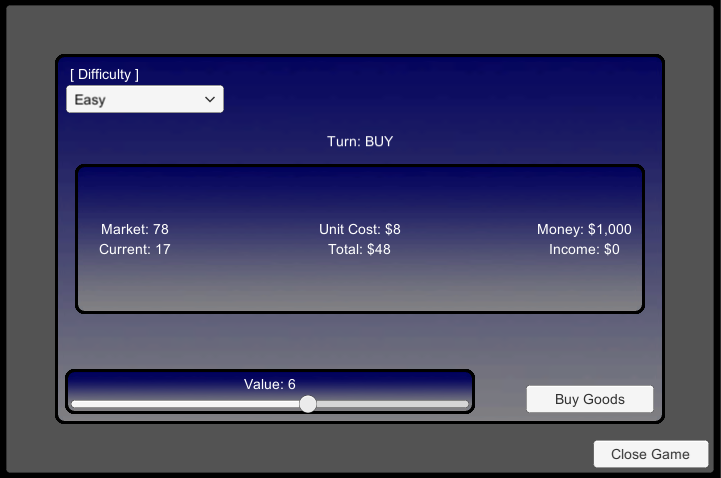 [ Difficulty ]
Easy
Turn: BUY
Market: 78
Current: 17
Unit Cost: $8
Total: $48
Money: $1,000
Income: $0
Value: 6
Buy Goods
Close Game